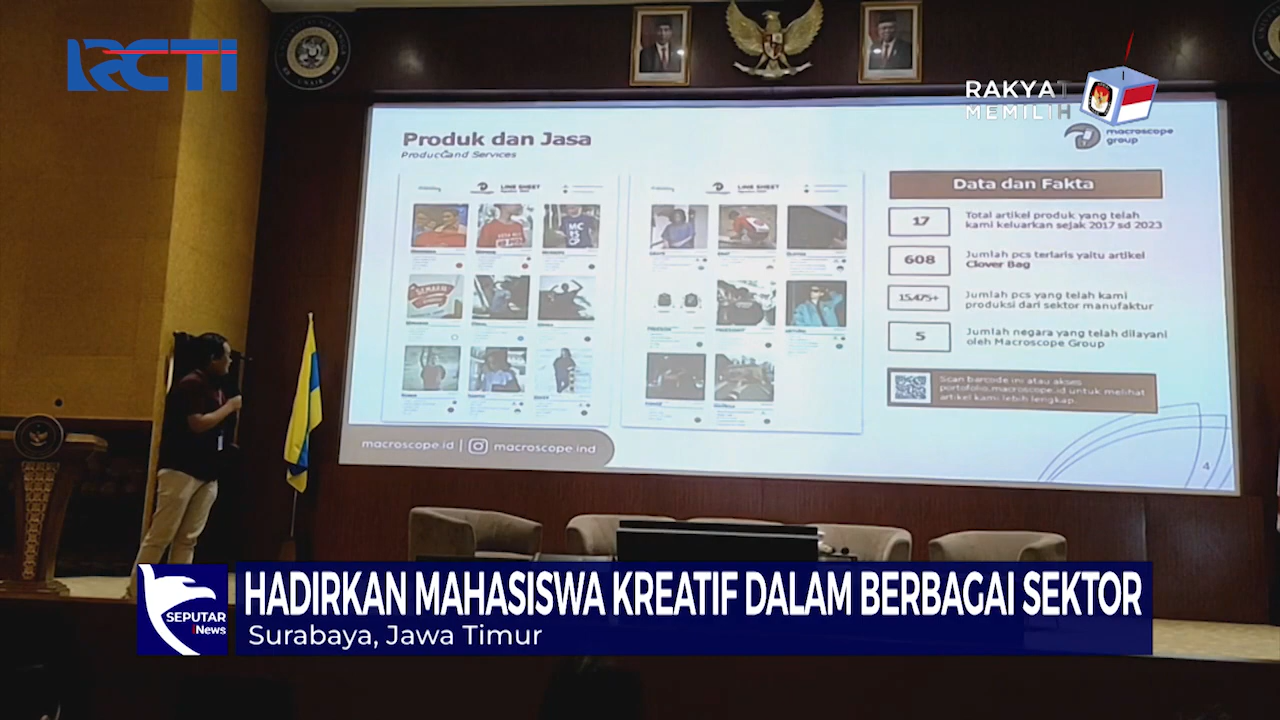 RCTI
RAKYAT
MEMILIH
Produk dan Jasa
Product and Services
macroscope
group
LINE SHEET
LINE SHEET
Data dan Fakta
17
Total artikel produk yang telah
kami keluarkan sejak 2017 sd 2023
608
Jumlah pcs terlaris yaitu artikel
Clover Bag
15,475+
Jumlah pcs yang telah kami
produksi dari sektor manufaktur
5
Jumlah negara yang telah dilayani
oleh Macroscope Group
Scan barcode ini atau akses
portofolio.macroscope.id untuk melihat
artikel kami lebih lengkap.
macroscope.id | macroscope.ind
4
SEPUTAR
iNews
HADIRKAN MAHASISWA KREATIF DALAM BERBAGAI SEKTOR
Surabaya, Jawa Timur